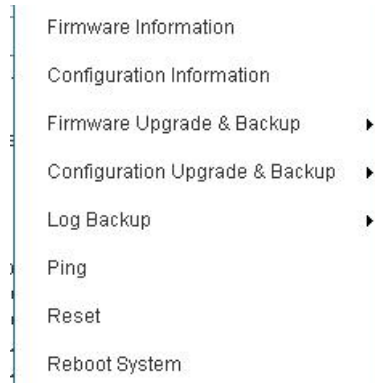 Firmware Information
Configuration Information
Firmware Upgrade & Backup
Configuration Upgrade & Backup
Log Backup
Ping
Reset
Reboot System